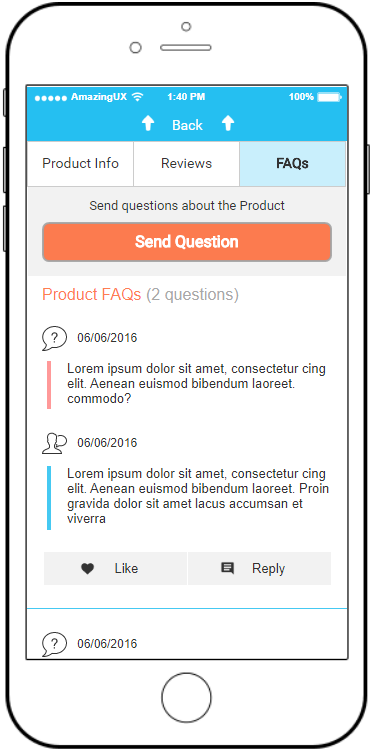 AmazingUX 1:40 PM 100%
Back
Product Info Reviews FAQs
Send questions about the Product
Send Question
Product FAQs (2 questions)
? 06/06/2016
Lorem ipsum dolor sit amet, consectetur cing
elit. Aenean euismod bibendum laoreet.
commodo?
06/06/2016
Lorem ipsum dolor sit amet, consectetur cing
elit. Aenean euismod bibendum laoreet. Proin
gravida dolor sit amet lacus accumsan et
viverra
Like Reply
? 06/06/2016